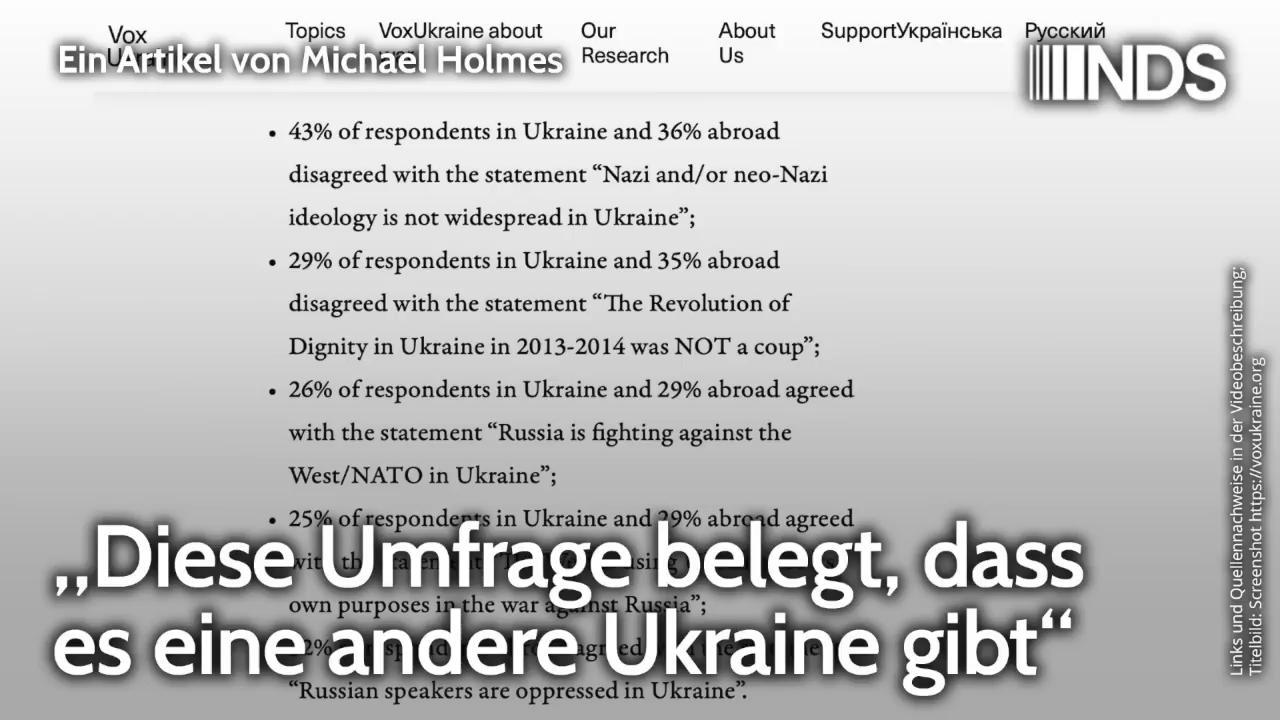 Vox
Topics
VoxUkraine about
Our
Research
About
Us
Support
Українська
Русский
Ein Artikel von Michael Holmes
NDS
• 43% of respondents in Ukraine and 36% abroad
disagreed with the statement “Nazi and/or neo-Nazi
ideology is not widespread in Ukraine”;
• 29% of respondents in Ukraine and 35% abroad
disagreed with the statement “The Revolution of
Dignity in Ukraine in 2013-2014 was NOT a coup”;
• 26% of respondents in Ukraine and 29% abroad agreed
with the statement “Russia is fighting against the
West/NATO in Ukraine”;
• 25% of respondents in Ukraine and 29% abroad agreed
own purposes in the war against Russia”;
“Russian speakers are oppressed in Ukraine”.
„Diese Umfrage belegt, dass
es eine andere Ukraine gibt“
Links und Quellennachweise in der Videobeschreibung;
Titelbild: Screenshot https://voxukraine.org